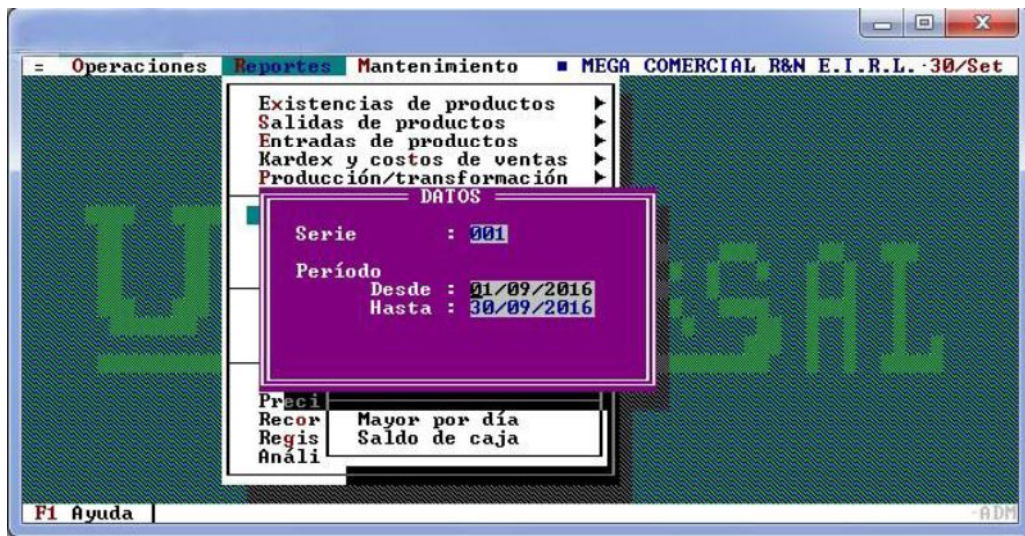 = Operaciones Reportes Mantenimiento ■ MEGA COMERCIAL R&N E.I.R.L.·30/Set
Existencias de productos ►
Salidas de productos ►
Entradas de productos ►
Kardex y costos de ventas ►
Producción/transformación ►
DATOS
Serie : 001
Período
Desde : 01/09/2016
Hasta : 30/09/2016
Preci
Recor Mayor por día
Regis Saldo de caja
Análi
F1 Ayuda -ADM